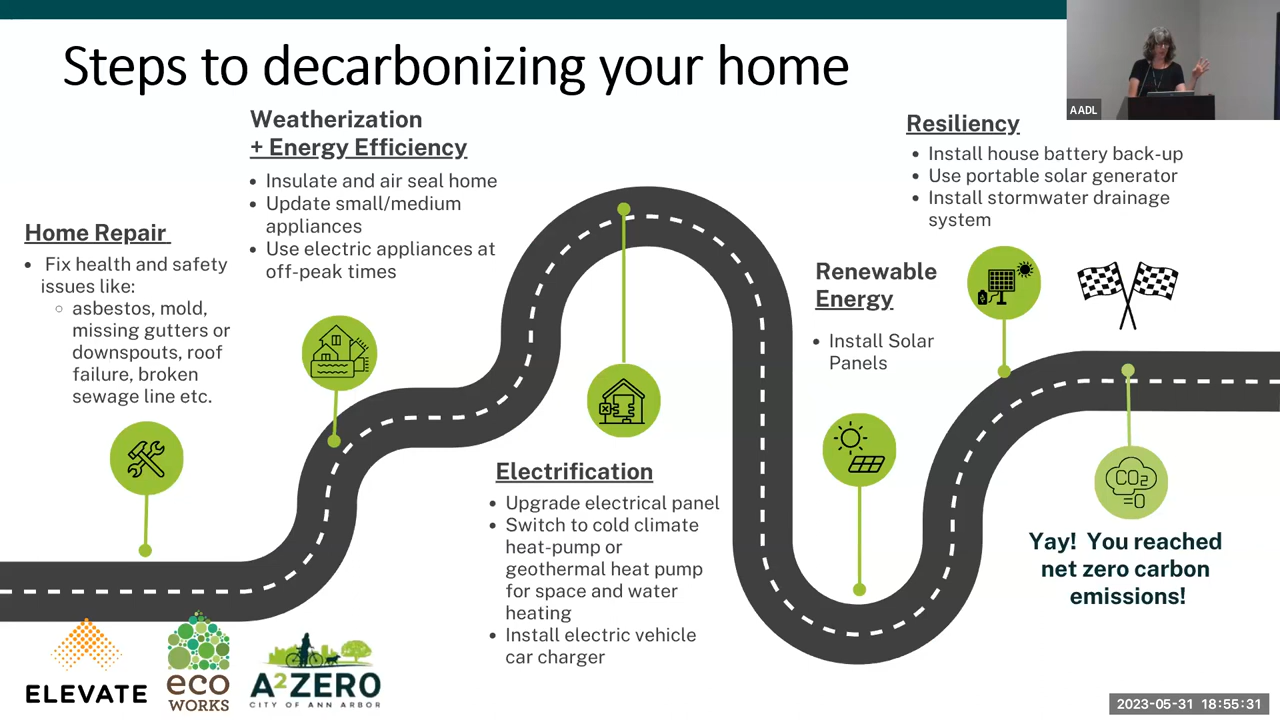 Steps to decarbonizing your home
AADL
Home Repair
• Fix health and safety
issues like:
○ asbestos, mold,
missing gutters or
downspouts, roof
failure, broken
sewage line etc.
Weatherization
+ Energy Efficiency
• Insulate and air seal home
• Update small/medium
appliances
• Use electric appliances at
off-peak times
Electrification
• Upgrade electrical panel
• Switch to cold climate
heat-pump or
geothermal heat pump
for space and water
heating
• Install electric vehicle
car charger
Renewable
Energy
• Install Solar
Panels
Resiliency
• Install house battery back-up
• Use portable solar generator
• Install stormwater drainage
system
CO₂
=0
Yay! You reached
net zero carbon
emissions!
ELEVATE
eco
WORKS
A²ZERO
CITY OF ANN ARBOR
2023-05-31 18:55:31